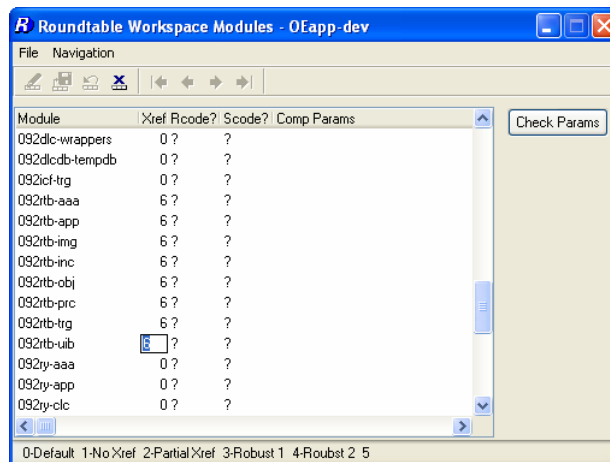 Roundtable Workspace Modules - OEapp-dev
File Navigation
Module Xref Rcode? Scode? Comp Params
Check Params
092dlc-wrappers 0 ? ?
092dlcdb-tempdb 0 ? ?
092icf-trg 0 ? ?
092rtb-aaa 6 ? ?
092rtb-app 6 ? ?
092rtb-img 6 ? ?
092rtb-inc 6 ? ?
092rtb-obj 6 ? ?
092rtb-prc 6 ? ?
092rtb-trg 6 ? ?
092rtb-uib 6 ? ?
092ry-aaa 0 ? ?
092ry-app 0 ? ?
092ry-clc 0 ? ?
0-Default 1-No Xref 2-Partial Xref 3-Robust 1 4-Roubst 2 5